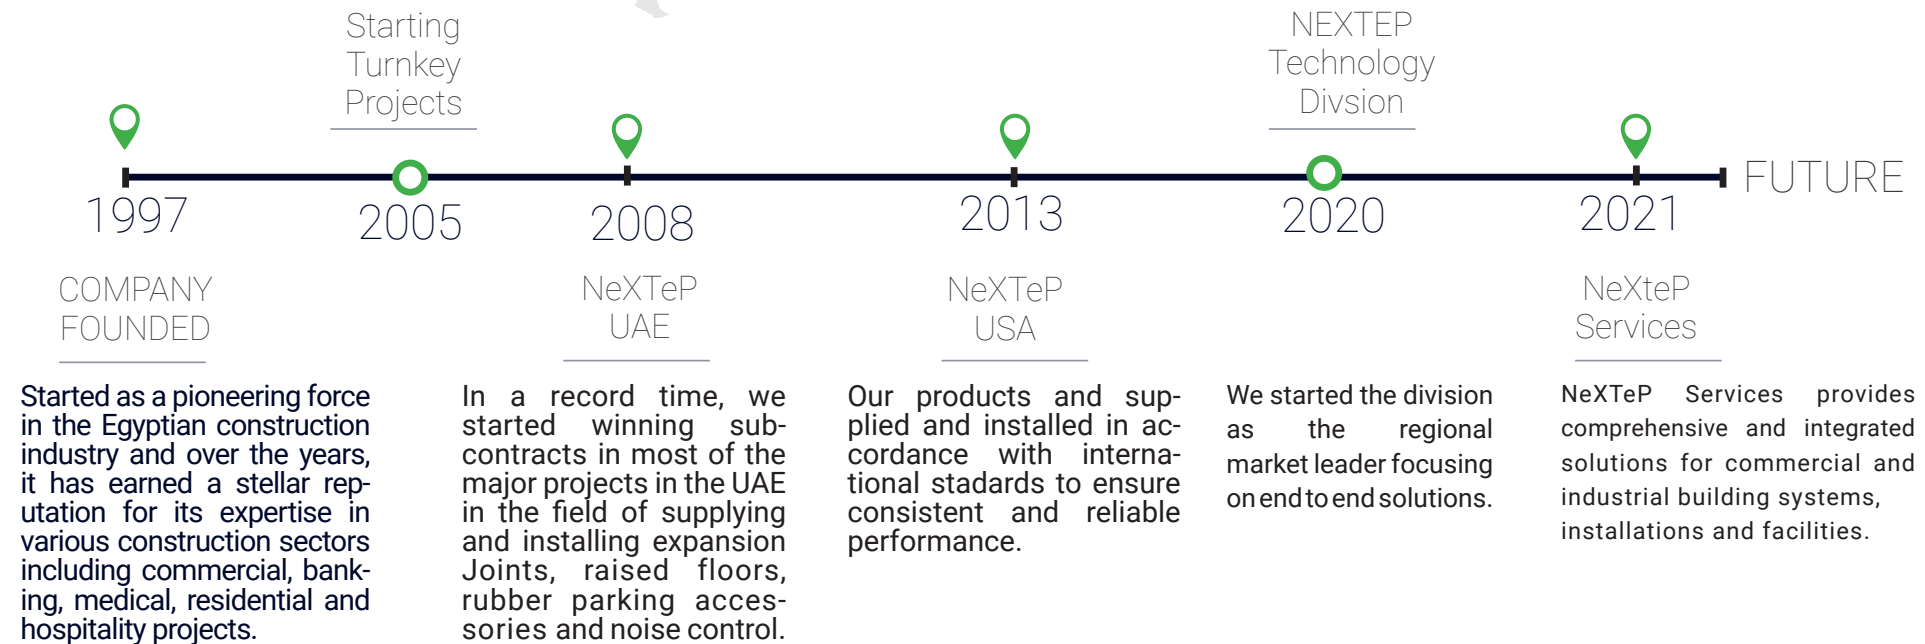 Starting
Turnkey
Projects
NEXTEP
Technology
Divsion
FUTURE
1997
2005
2008
2013
2020
2021
COMPANY
FOUNDED
Started as a pioneering force
in the Egyptian construction
industry and over the years,
it has earned a stellar rep-
utation for its expertise in
various construction sectors
including commercial, bank-
ing, medical, residential and
hospitality projects.
NeXTeP
UAE
In a record time, we
started winning sub-
contracts in most of the
major projects in the UAE
in the field of supplying
and installing expansion
Joints, raised floors,
rubber parking acces-
sories and noise control.
NeXTeP
USA
Our products and sup-
plied and installed in ac-
cordance with interna-
tional stadards to ensure
consistent and reliable
performance.
We started the division
as the regional
market leader focusing
on end to end solutions.
NeXteP
Services
NeXTeP Services provides
comprehensive and integrated
solutions for commercial and
industrial building systems,
installations and facilities.